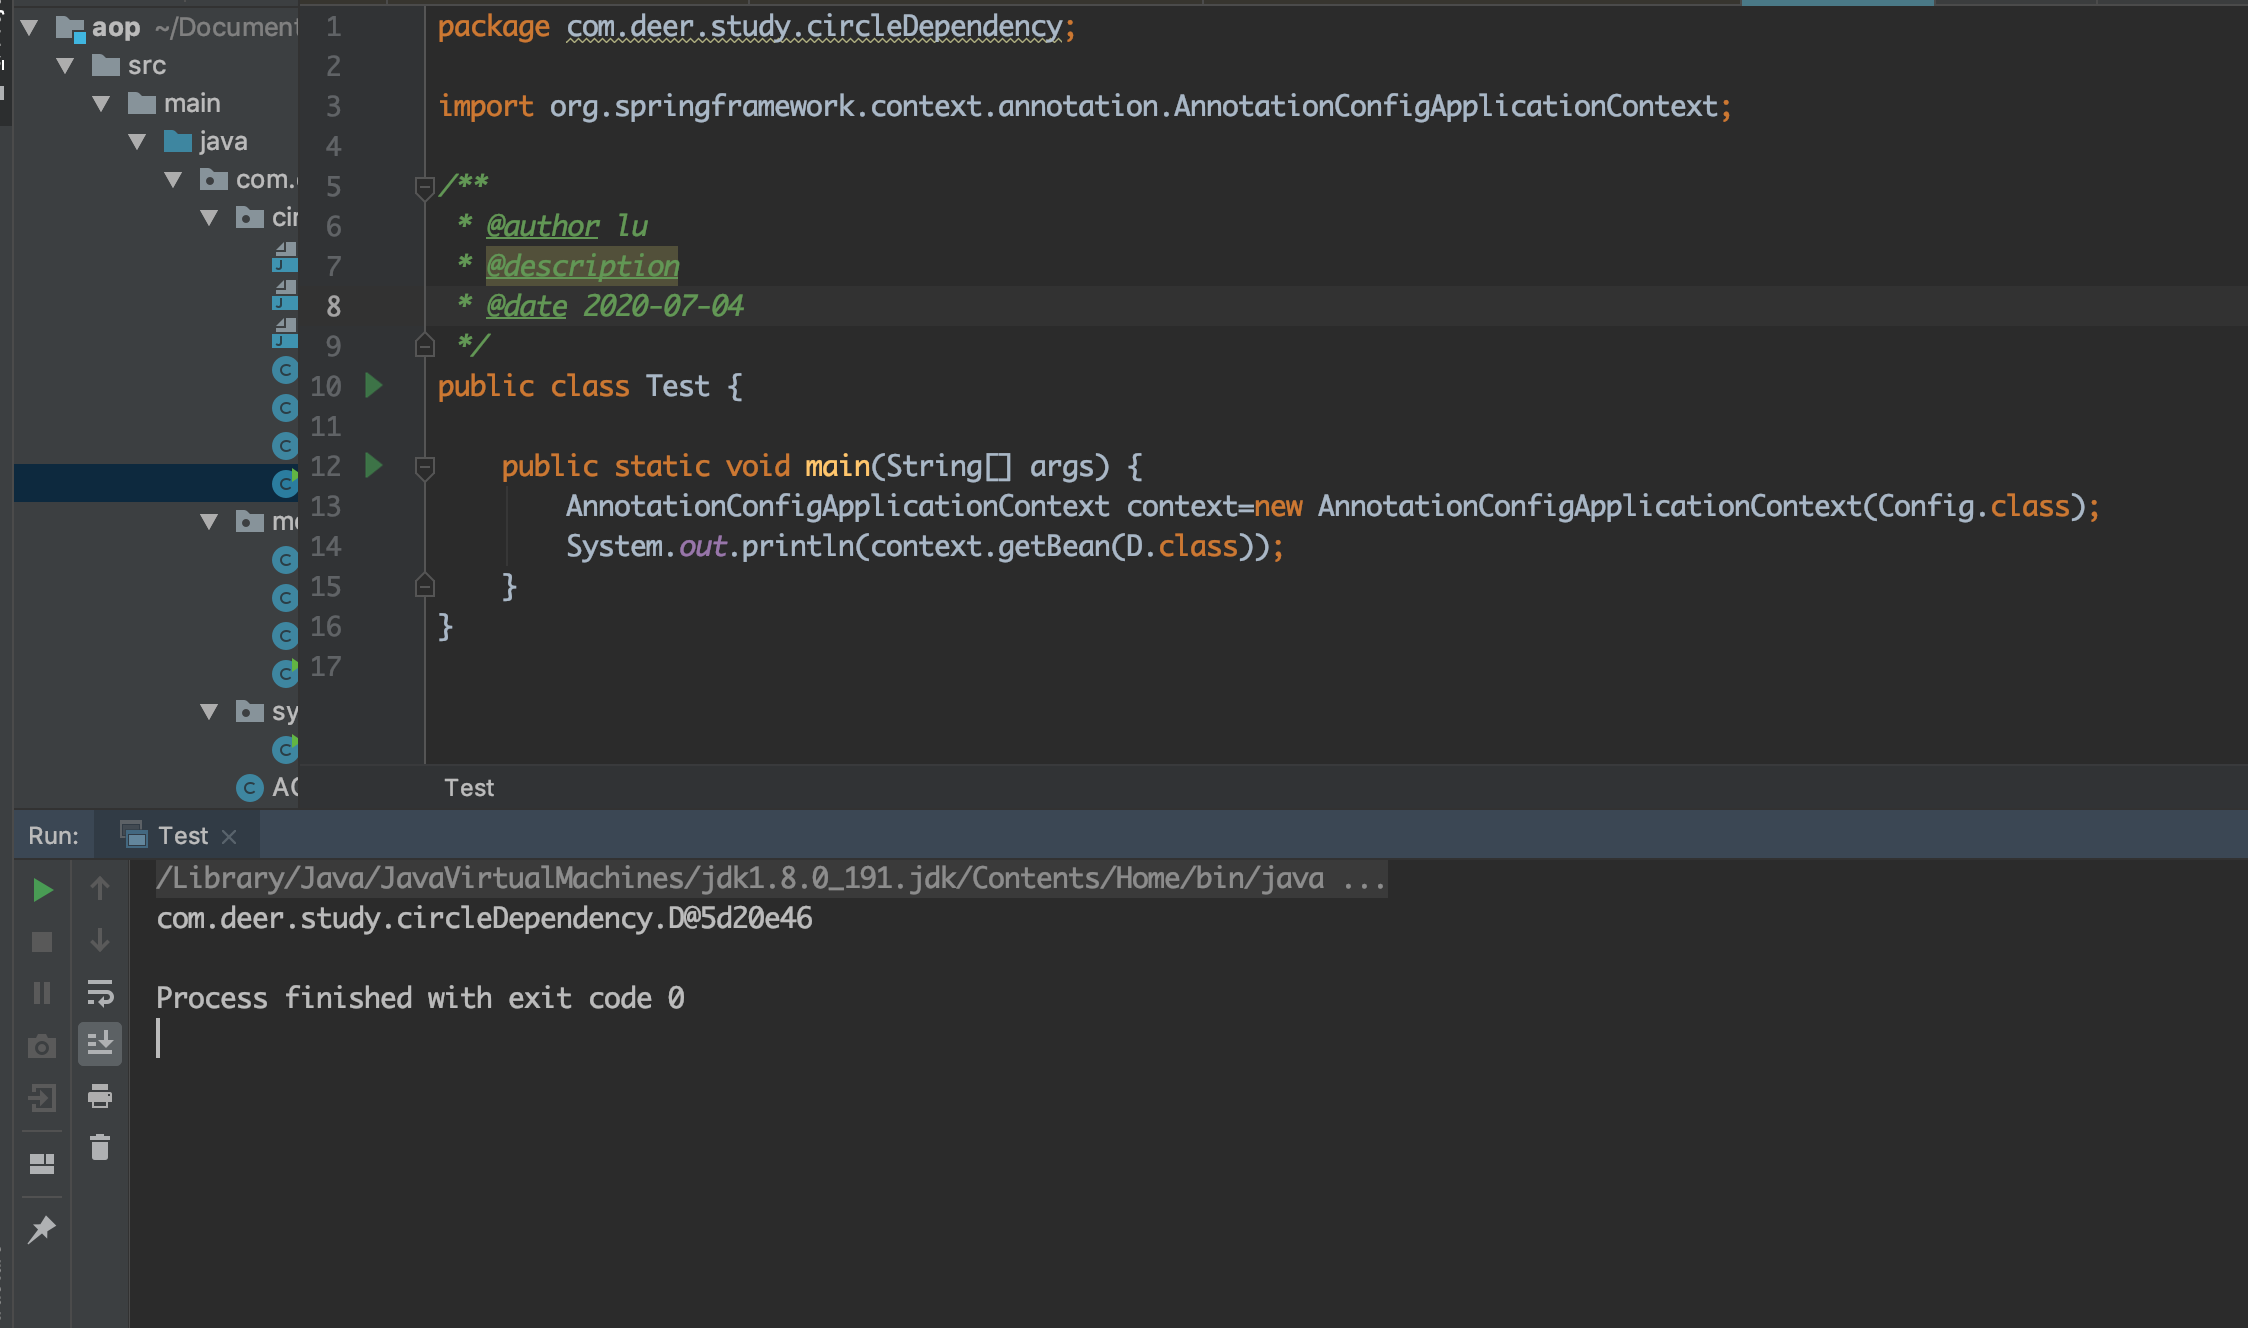 aop ~/Document
src
main
java
com.
cir
sy
AO
1 package com.deer.study.circleDependency;
2
3 import org.springframework.context.annotation.AnnotationConfigApplicationContext;
4
5 /**
6 * @author lu
7 * @description
8 * @date 2020-07-04
9 */
10 public class Test {
11
12 public static void main(String[] args) {
13 AnnotationConfigApplicationContext context=new AnnotationConfigApplicationContext(Config.class);
14 System.out.println(context.getBean(D.class));
15 }
16 }
17
Test
Run: Test
/Library/Java/JavaVirtualMachines/jdk1.8.0_191.jdk/Contents/Home/bin/java ...
com.deer.study.circleDependency.D@5d20e46
Process finished with exit code 0